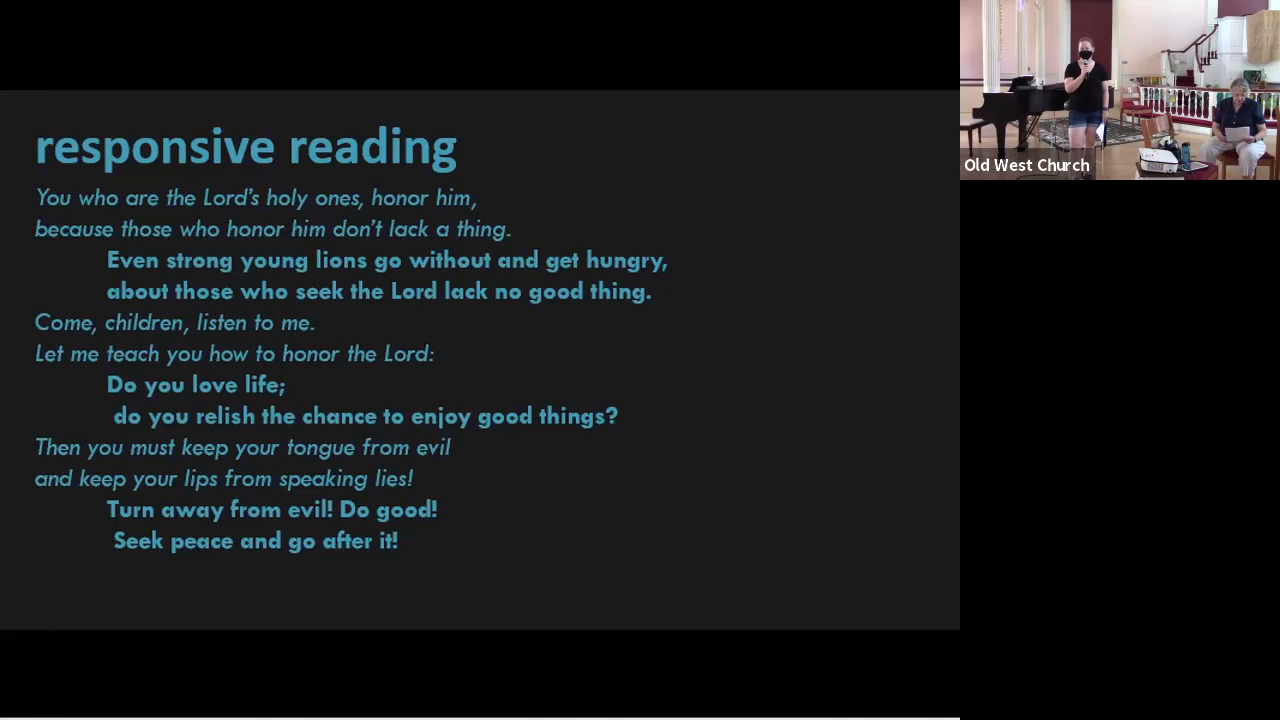 responsive reading
You who are the Lord's holy ones, honor him,
because those who honor him don't lack a thing.
Even strong young lions go without and get hungry,
about those who seek the Lord lack no good thing.
Come, children, listen to me.
Let me teach you how to honor the Lord:
Do you love life;
do you relish the chance to enjoy good things?
Then you must keep your tongue from evil
and keep your lips from speaking lies!
Turn away from evil! Do good!
Seek peace and go after it!
Old West Church